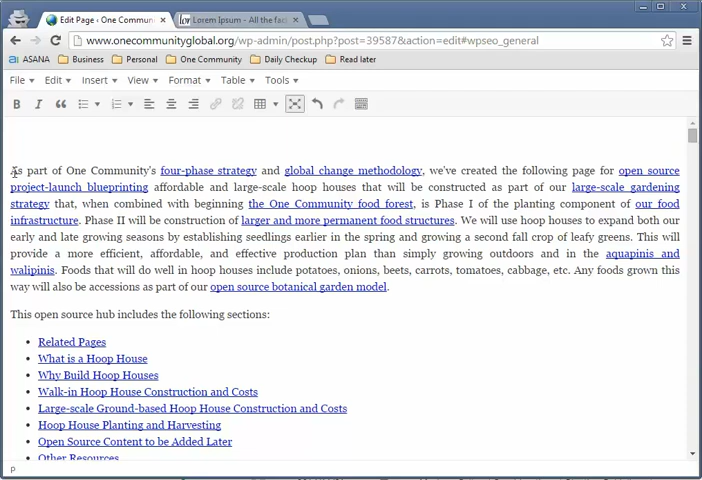 Edit Page ‹ One Commun ×
lor Lorem Ipsum - All the fac ×
www.onecommunityglobal.org/wp-admin/post.php?post=39587&action=edit#wpseo_general
ASANA Business Personal One Community Daily Checkup Read later
File Edit Insert View Format Table Tools
As part of One Community's four-phase strategy and global change methodology, we've created the following page for open source
project-launch blueprinting affordable and large-scale hoop houses that will be constructed as part of our large-scale gardening
strategy that, when combined with beginning the One Community food forest, is Phase I of the planting component of our food
infrastructure. Phase II will be construction of larger and more permanent food structures. We will use hoop houses to expand both our
early and late growing seasons by establishing seedlings earlier in the spring and growing a second fall crop of leafy greens. This will
provide a more efficient, affordable, and effective production plan than simply growing outdoors and in the aquapinis and
walipinis. Foods that will do well in hoop houses include potatoes, onions, beets, carrots, tomatoes, cabbage, etc. Any foods grown this
way will also be accessions as part of our open source botanical garden model.
This open source hub includes the following sections:
• Related Pages
• What is a Hoop House
• Why Build Hoop Houses
• Walk-in Hoop House Construction and Costs
• Large-scale Ground-based Hoop House Construction and Costs
• Hoop House Planting and Harvesting
• Open Source Content to be Added Later
• Other Resources
p